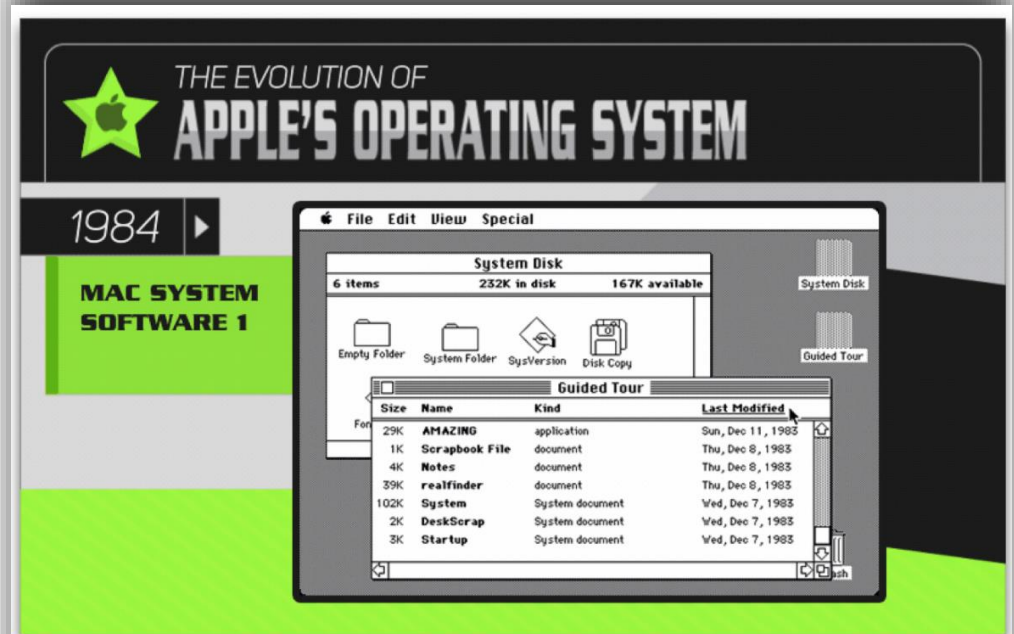 THE EVOLUTION OF
APPLE'S OPERATING SYSTEM
1984
MAC SYSTEM
SOFTWARE 1
File Edit View Special
System Disk
6 items 232K in disk 167K available
Empty Folder System Folder SysVersion Disk Copy
Fon
System Disk
Guided Tour
Guided Tour
Size Name Kind Last Modified
29K AMAZING application Sun, Dec 11, 1983
1K Scrapbook File document Thu, Dec 8, 1983
4K Notes document Thu, Dec 8, 1983
39K realfinder document Thu, Dec 8, 1983
102K System System document Wed, Dec 7, 1983
2K DeskScrap System document Wed, Dec 7, 1983
3K Startup System document Wed, Dec 7, 1983
ash